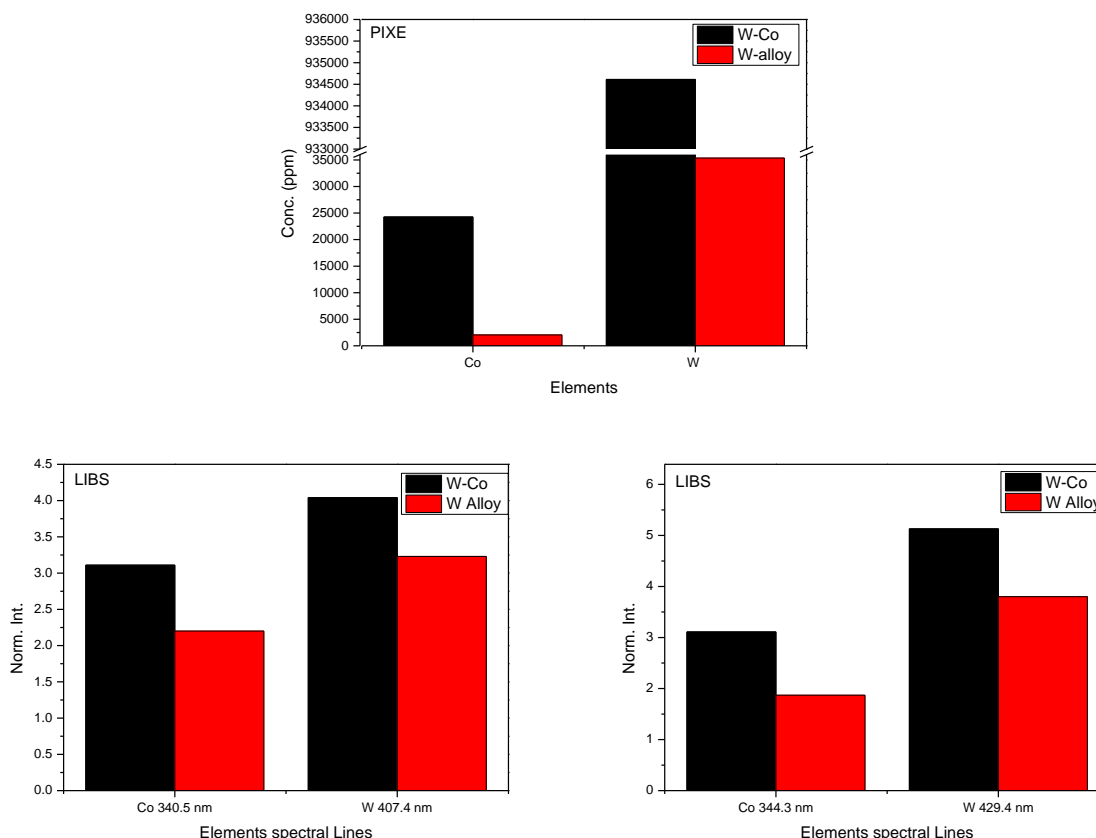 PIXE
W-Co
W-alloy
936000
935500
935000
934500
934000
933500
933000
35000
30000
25000
20000
15000
10000
5000
0
Conc. (ppm)
Co W
Elements
LIBS
W-Co
W Alloy
4.5
4.0
3.5
3.0
2.5
2.0
1.5
1.0
0.5
0.0
Norm. Int.
Co 340.5 nm W 407.4 nm
Elements spectral Lines
LIBS
W-Co
W Alloy
6
5
4
3
2
1
0
Norm. Int.
Co 344.3 nm W 429.4 nm
Elements spectral Lines